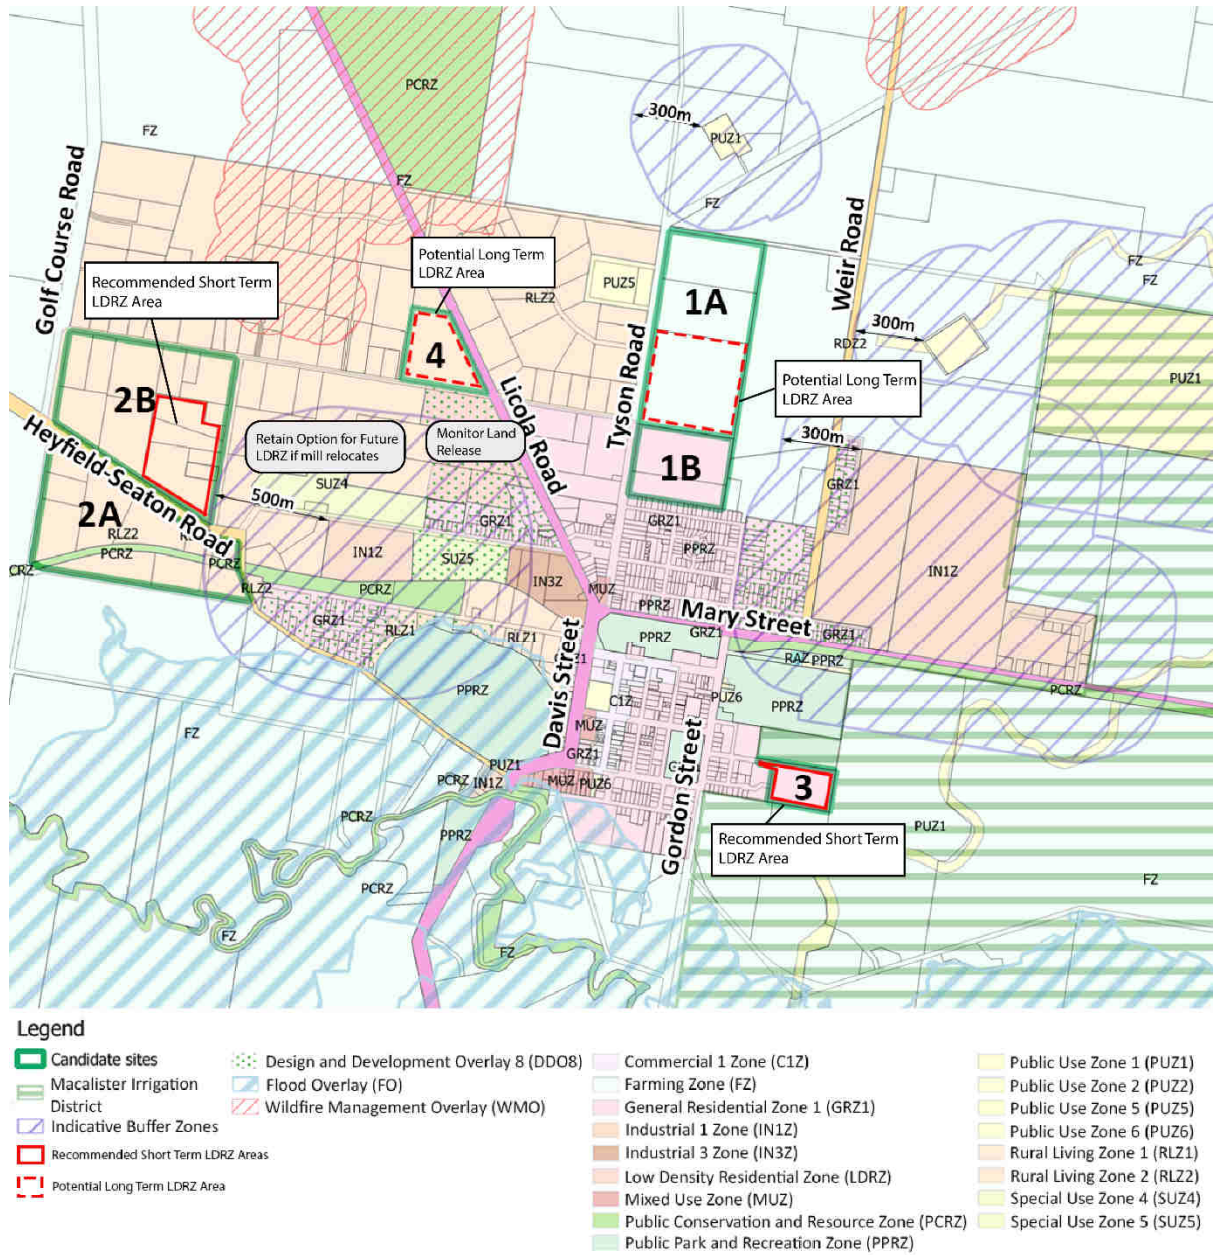 PCRZ
FZ
300m
PUZ1
FZ
FZ
Golf Course Road
Potential Long Term
LDRZ Area
Recommended Short Term
LDRZ Area
RLZ2
PUZ5
1A
Weir Road
FZ
FZ
300m
RDZ2
PUZ1
4
Licola Road
Tyson Road
Potential Long Term
LDRZ Area
2B
Heyfield-Seaton Road
Retain Option for Future
LDRZ if mill relocates
Monitor Land
Release
300m
1B
SUZ4
500m
GRZ1
2A
RLZ2
PCRZ
PCRZ
CRZ
GRZ1
GRZ1
PPRZ
IN1Z
SUZ5
IN3Z
IN1Z
RLZ2
PCRZ
MUZ
PPRZ
Mary Street
GRZ1
RLZ1
RLZ1
PPRZ
GRZ1
GRZ1
RAZ
PPRZ
Davis Street
PPRZ
C1Z
PUZ6
PPRZ
PCRZ
FZ
MUZ
GRZ1
Gordon Street
PUZ1
PCRZ
IN1Z
MUZ
PUZ6
3
PCRZ
PPRZ
Recommended Short Term
LDRZ Area
PUZ1
PCRZ
FZ
FZ
FZ
Legend
Candidate sites
Macalister Irrigation
District
Indicative Buffer Zones
Recommended Short Term LDRZ Areas
Potential Long Term LDRZ Area
Design and Development Overlay 8 (DDO8)
Flood Overlay (FO)
Wildfire Management Overlay (WMO)
Commercial 1 Zone (C1Z)
Farming Zone (FZ)
General Residential Zone 1 (GRZ1)
Industrial 1 Zone (IN1Z)
Industrial 3 Zone (IN3Z)
Low Density Residential Zone (LDRZ)
Mixed Use Zone (MUZ)
Public Conservation and Resource Zone (PCRZ)
Public Park and Recreation Zone (PPRZ)
Public Use Zone 1 (PUZ1)
Public Use Zone 2 (PUZ2)
Public Use Zone 5 (PUZ5)
Public Use Zone 6 (PUZ6)
Rural Living Zone 1 (RLZ1)
Rural Living Zone 2 (RLZ2)
Special Use Zone 4 (SUZ4)
Special Use Zone 5 (SUZ5)